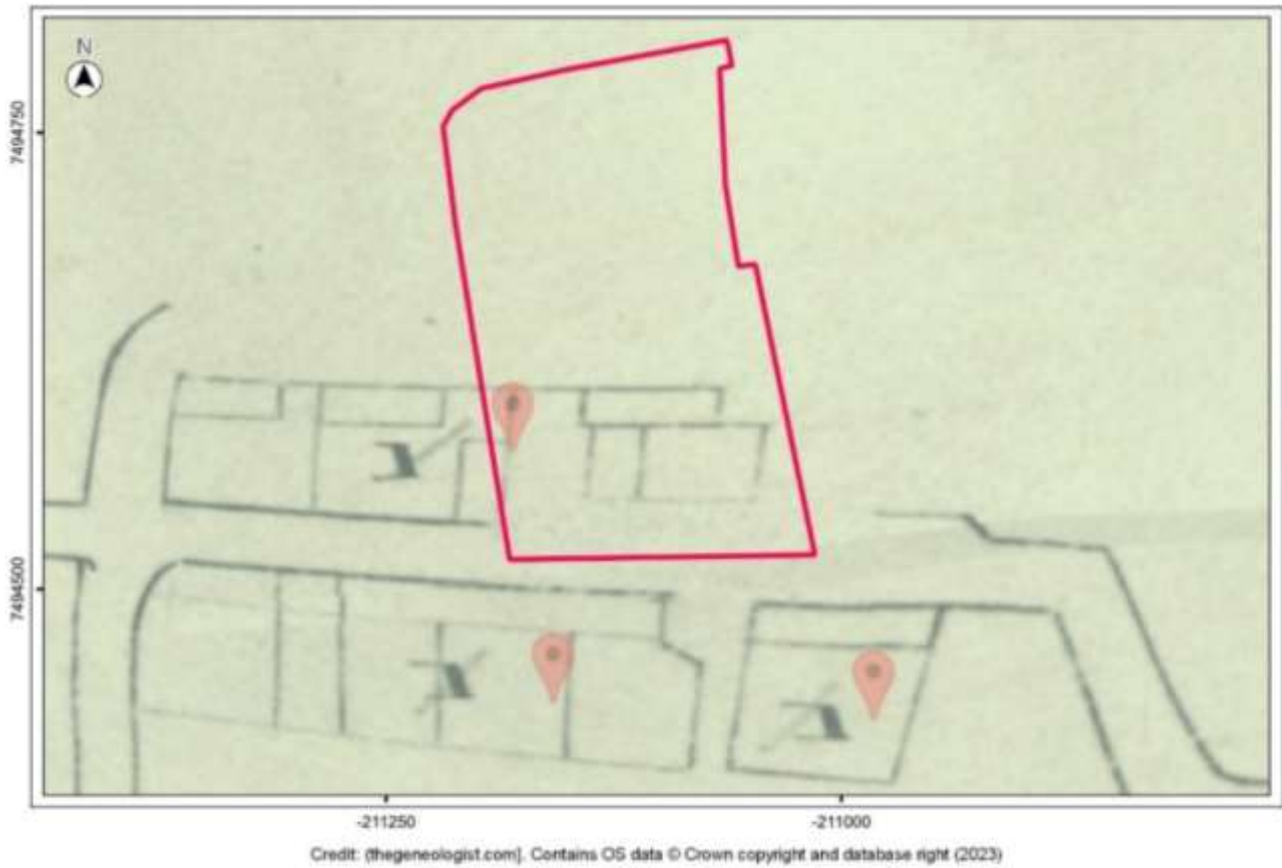 N
7494750
7494500
-211250
-211000
Credit: (thegeneologist.com]. Contains OS data © Crown copyright and database right (2023)